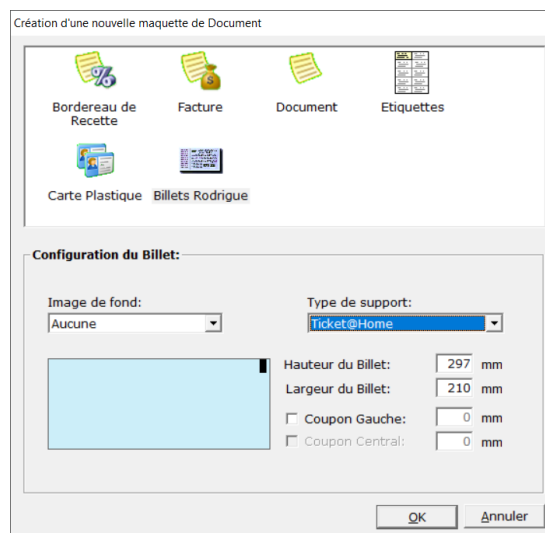 Création d'une nouvelle maquette de Document
Bordereau de
Recette
Facture
Document
Etiquettes
Carte Plastique
Billets Rodrigue
Configuration du Billet:
Image de fond:
Aucune
Type de support:
Ticket@Home
Hauteur du Billet: 297 mm
Largeur du Billet: 210 mm
Coupon Gauche: 0 mm
Coupon Central: 0 mm
OK
Annuler